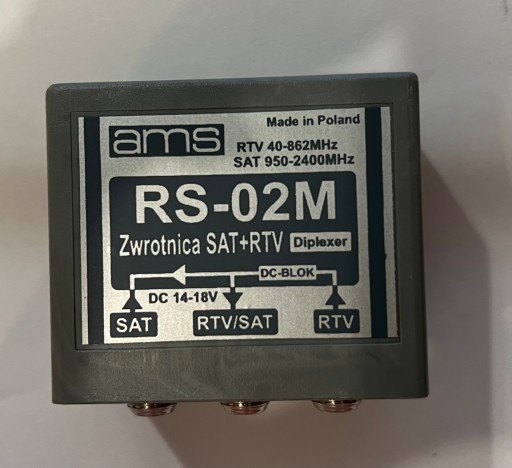 ams
Made in Poland
RTV 40-862MHz
SAT 950-2400MHz
RS-02M
Zwrotnica SAT+RTV Diplexer
DC-BLOK
DC 14-18V
SAT RTV/SAT RTV